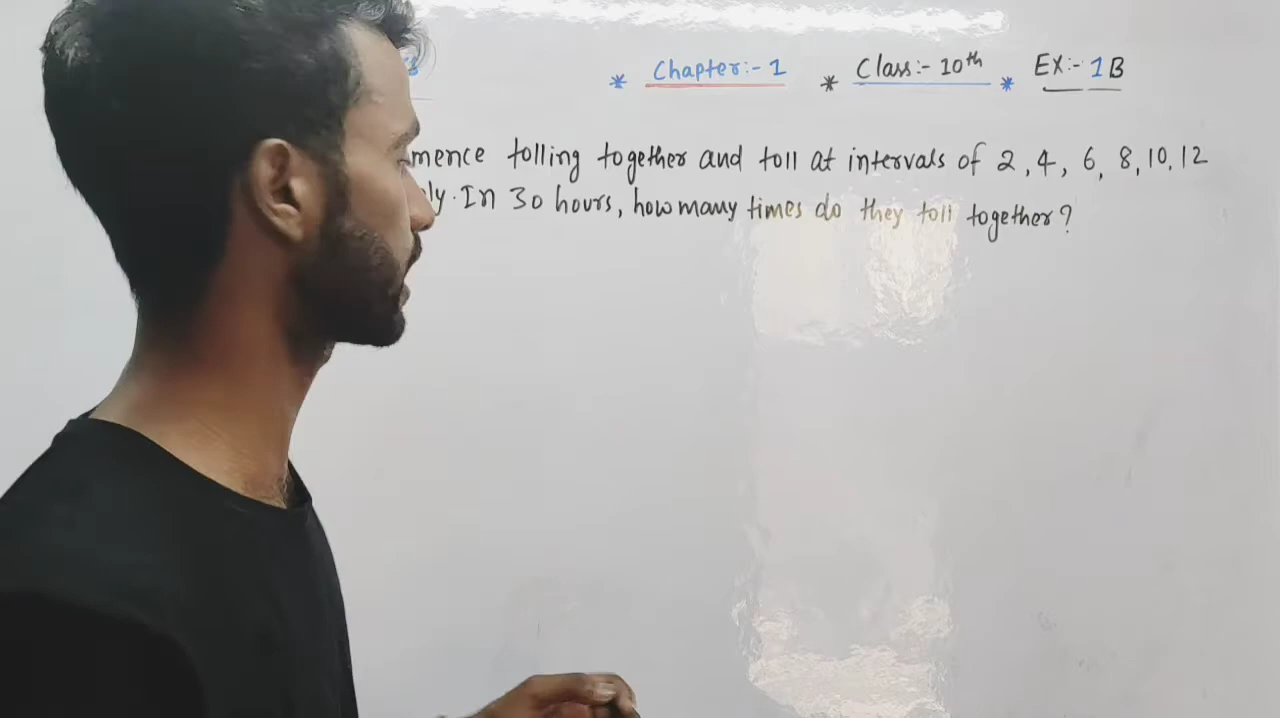 * Chapter:- 1 * Class:- 10th * EX:- 1B
mence tolling together and toll at intervals of 2, 4, 6, 8, 10, 12
ly. In 30 hours, how many times do they toll together?